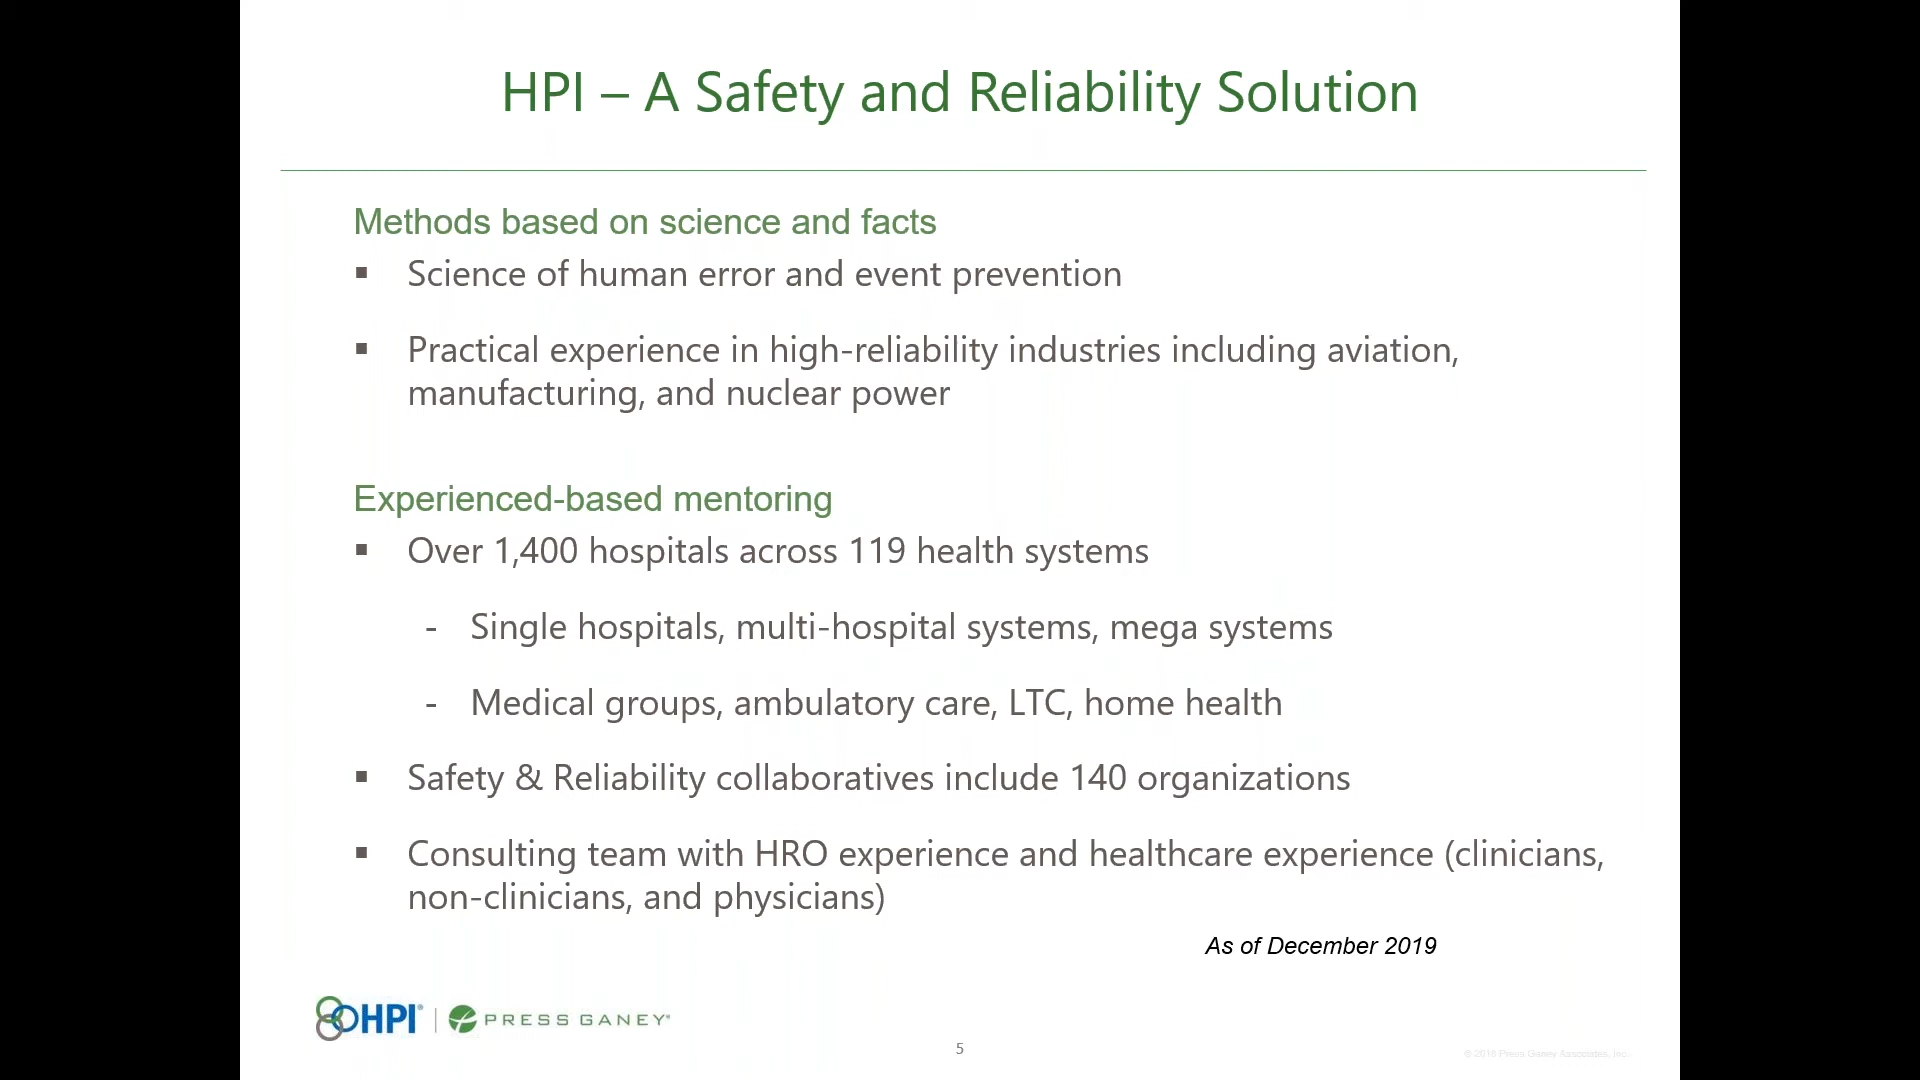 HPI – A Safety and Reliability Solution
Methods based on science and facts
▪ Science of human error and event prevention
▪ Practical experience in high-reliability industries including aviation,
manufacturing, and nuclear power
Experienced-based mentoring
▪ Over 1,400 hospitals across 119 health systems
- Single hospitals, multi-hospital systems, mega systems
- Medical groups, ambulatory care, LTC, home health
▪ Safety & Reliability collaboratives include 140 organizations
▪ Consulting team with HRO experience and healthcare experience (clinicians,
non-clinicians, and physicians)
As of December 2019
HPI® | PRESS GANEY®
5
Press Ganey Associates, Inc.